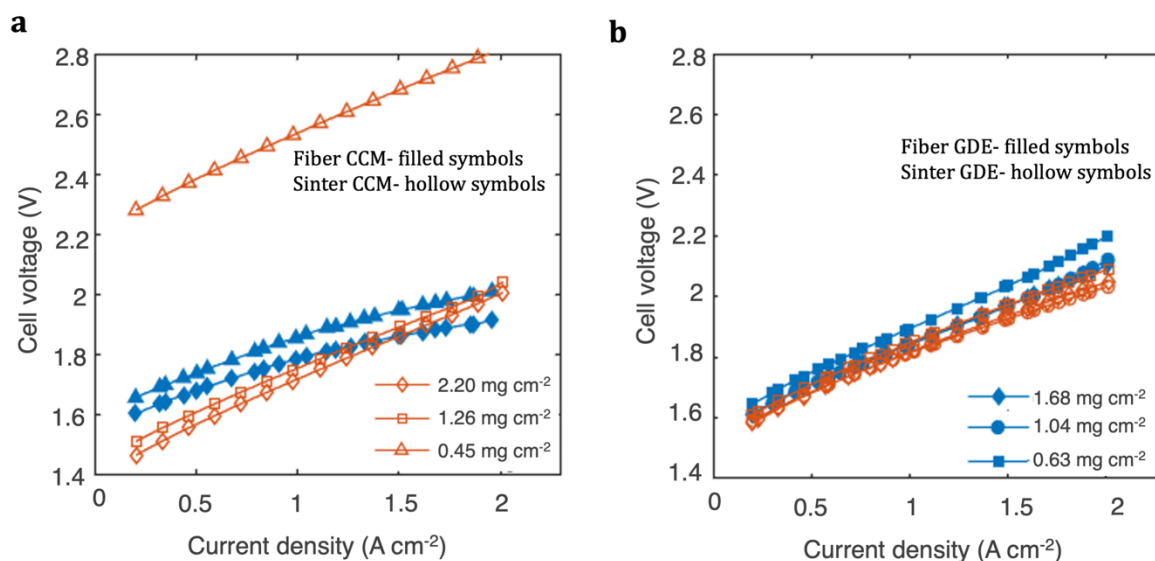 a
2.8
2.6
2.4
2.2
2
1.8
1.6
1.4
Cell voltage (V)
Fiber CCM- filled symbols
Sinter CCM- hollow symbols
2.20 mg cm-2
1.26 mg cm-2
0.45 mg cm-2
0
0.5
1
1.5
2
Current density (A cm-2)
b
2.8
2.6
2.4
2.2
2
1.8
1.6
1.4
Cell voltage (V)
Fiber GDE- filled symbols
Sinter GDE- hollow symbols
1.68 mg cm-2
1.04 mg cm-2
0.63 mg cm-2
0
0.5
1
1.5
2
Current density (A cm-2)